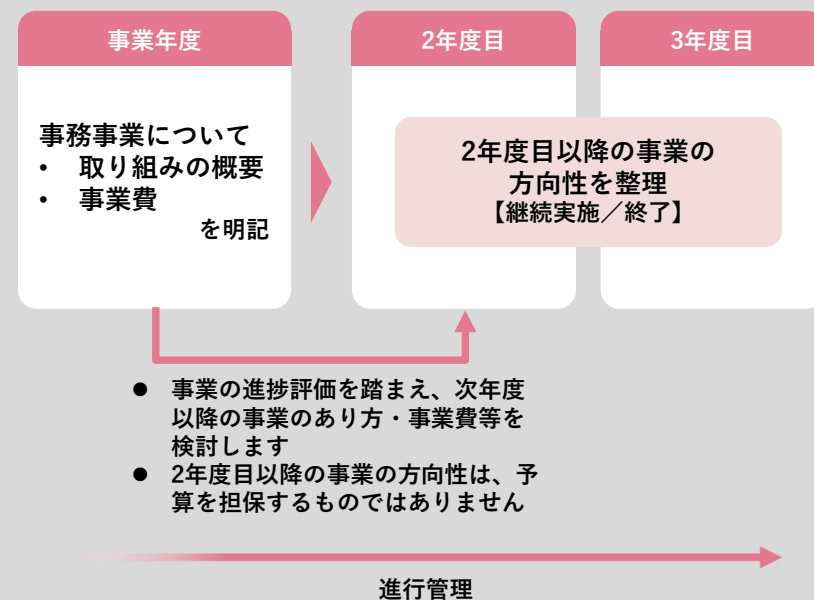 事業年度
2年度目
3年度目
事務事業について
• 取り組みの概要
• 事業費
を明記
2年度目以降の事業の
方向性を整理
【継続実施／終了】
● 事業の進捗評価を踏まえ、次年度
以降の事業のあり方・事業費等を
検討します
● 2年度目以降の事業の方向性は、予
算を担保するものではありません
進行管理